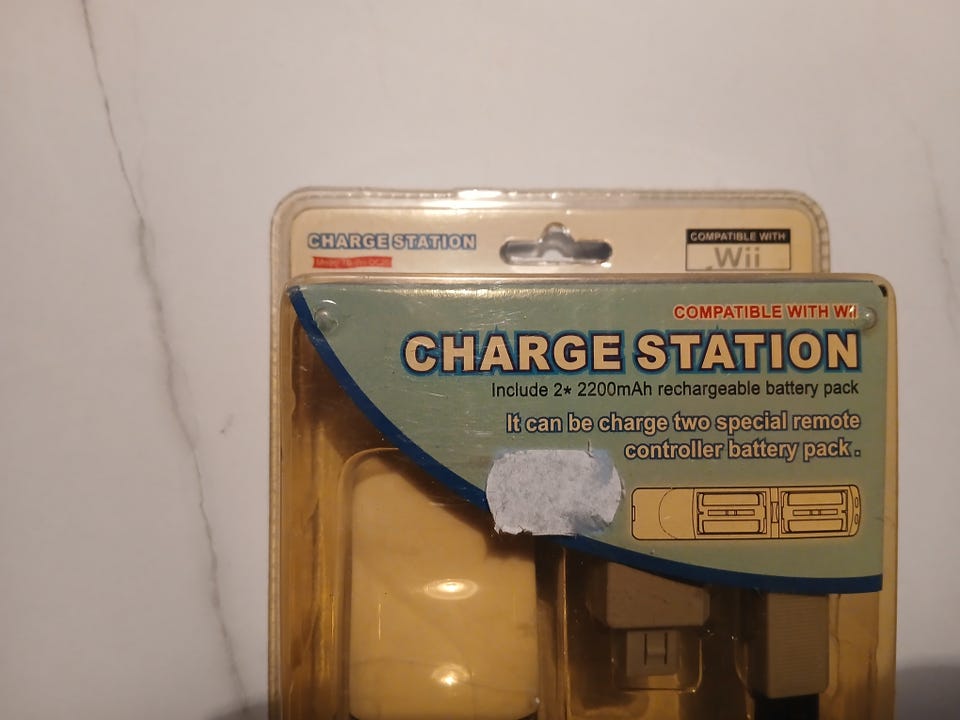 CHARGE STATION
COMPATIBLE WITH
Wii
COMPATIBLE WITH Wii
CHARGE STATION
Include 2* 2200mAh rechargeable battery pack
It can be charge two special remote
controller battery pack .